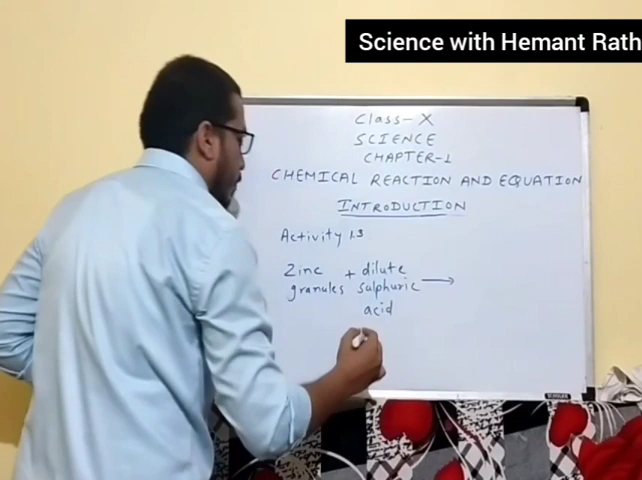 Science with Hemant Rath
Class-X
SCIENCE
CHAPTER-1
CHEMICAL REACTION AND EQUATION
INTRODUCTION
Activity 1.3
Zinc + dilute
granules sulphuric ⟶
acid
SCHOLAR